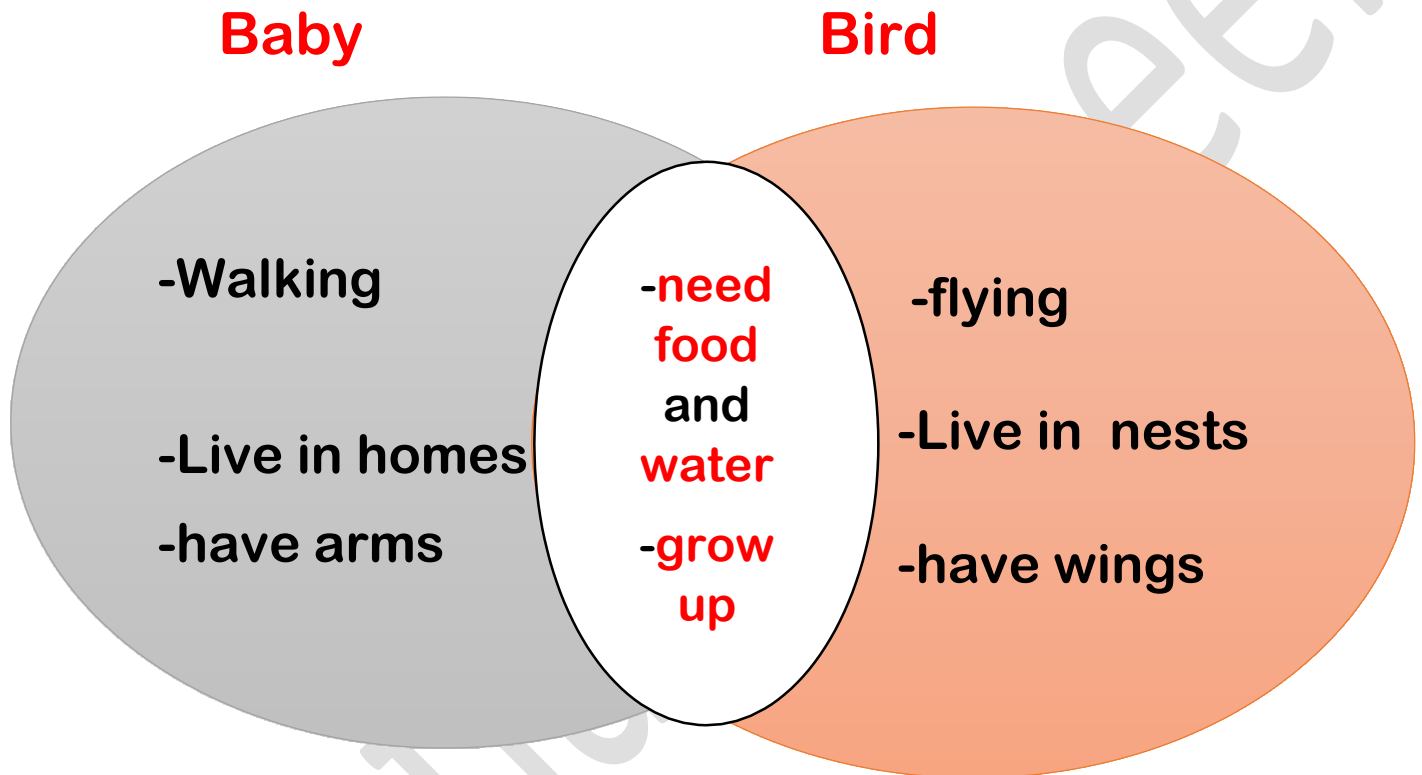 Baby
Bird
-Walking
-Live in homes
-have arms
-need
food
and
water
-grow
up
-flying
-Live in  nests
-have wings